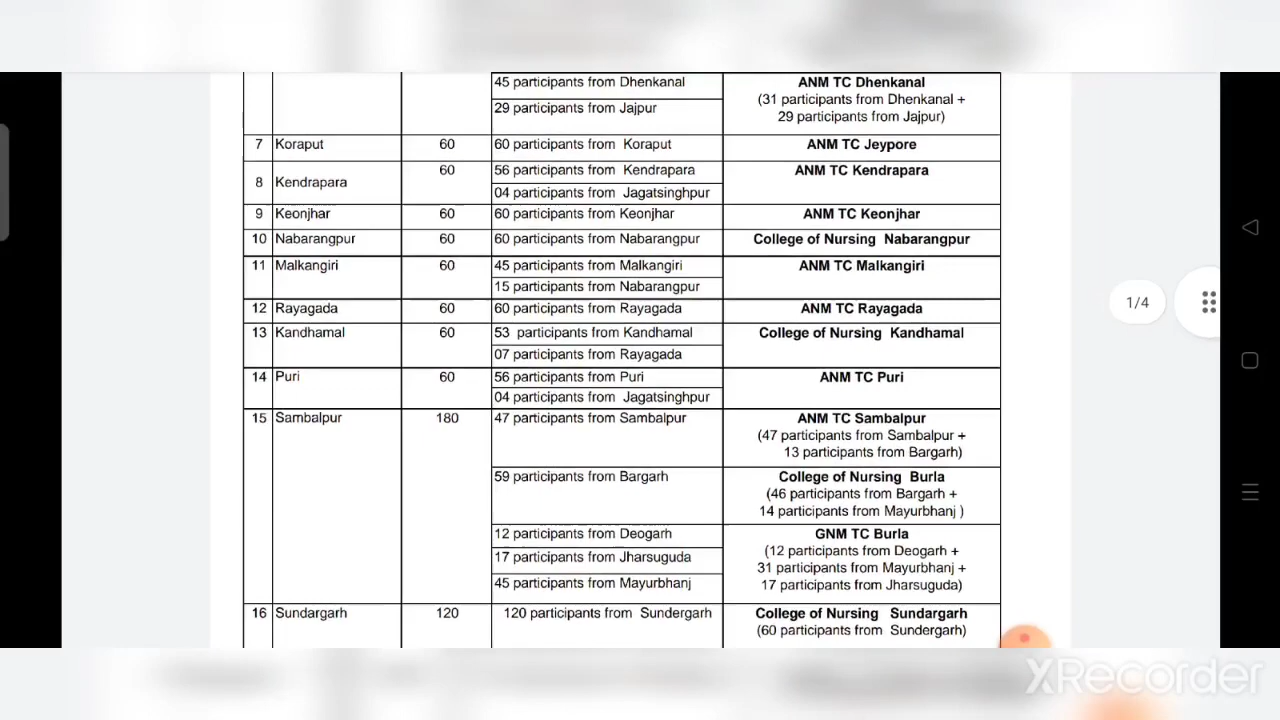 45 participants from Dhenkanal
29 participants from Jajpur
ANM TC Dhenkanal
(31 participants from Dhenkanal +
29 participants from Jajpur)
7 Koraput 60 60 participants from Koraput ANM TC Jeypore
8 Kendrapara 60 56 participants from Kendrapara ANM TC Kendrapara
04 participants from Jagatsinghpur
9 Keonjhar 60 60 participants from Keonjhar ANM TC Keonjhar
10 Nabarangpur 60 60 participants from Nabarangpur College of Nursing Nabarangpur
11 Malkangiri 60 45 participants from Malkangiri ANM TC Malkangiri
15 participants from Nabarangpur
12 Rayagada 60 60 participants from Rayagada ANM TC Rayagada
13 Kandhamal 60 53 participants from Kandhamal College of Nursing Kandhamal
07 participants from Rayagada
14 Puri 60 56 participants from Puri ANM TC Puri
04 participants from Jagatsinghpur
15 Sambalpur 180 47 participants from Sambalpur ANM TC Sambalpur
(47 participants from Sambalpur +
13 participants from Bargarh)
59 participants from Bargarh College of Nursing Burla
(46 participants from Bargarh +
14 participants from Mayurbhanj )
12 participants from Deogarh GNM TC Burla
(12 participants from Deogarh +
17 participants from Jharsuguda
31 participants from Mayurbhanj +
45 participants from Mayurbhanj
17 participants from Jharsuguda)
16 Sundargarh 120 120 participants from Sundergarh College of Nursing Sundargarh
(60 participants from Sundergarh)
1/4
XRecorder